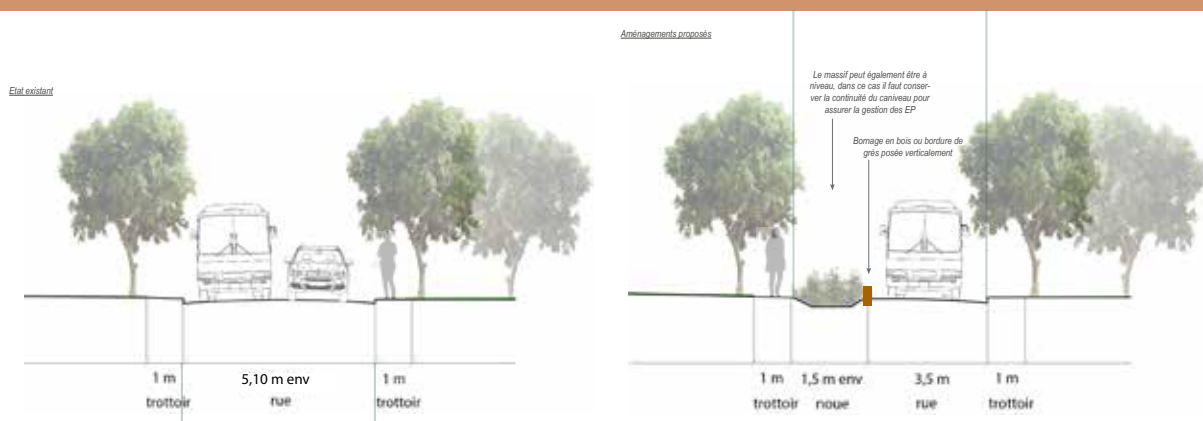 Etat existant
1 m
5,10 m env
1 m
trottoir
rue
trottoir
Aménagements proposés
Le massif peut également être à
niveau, dans ce cas il faut conser-
ver la continuité du caniveau pour
assurer la gestion des EP
Bornage en bois ou bordure de
grès posée verticalement
1 m
1,5 m env
3,5 m
1 m
trottoir
noue
rue
trottoir